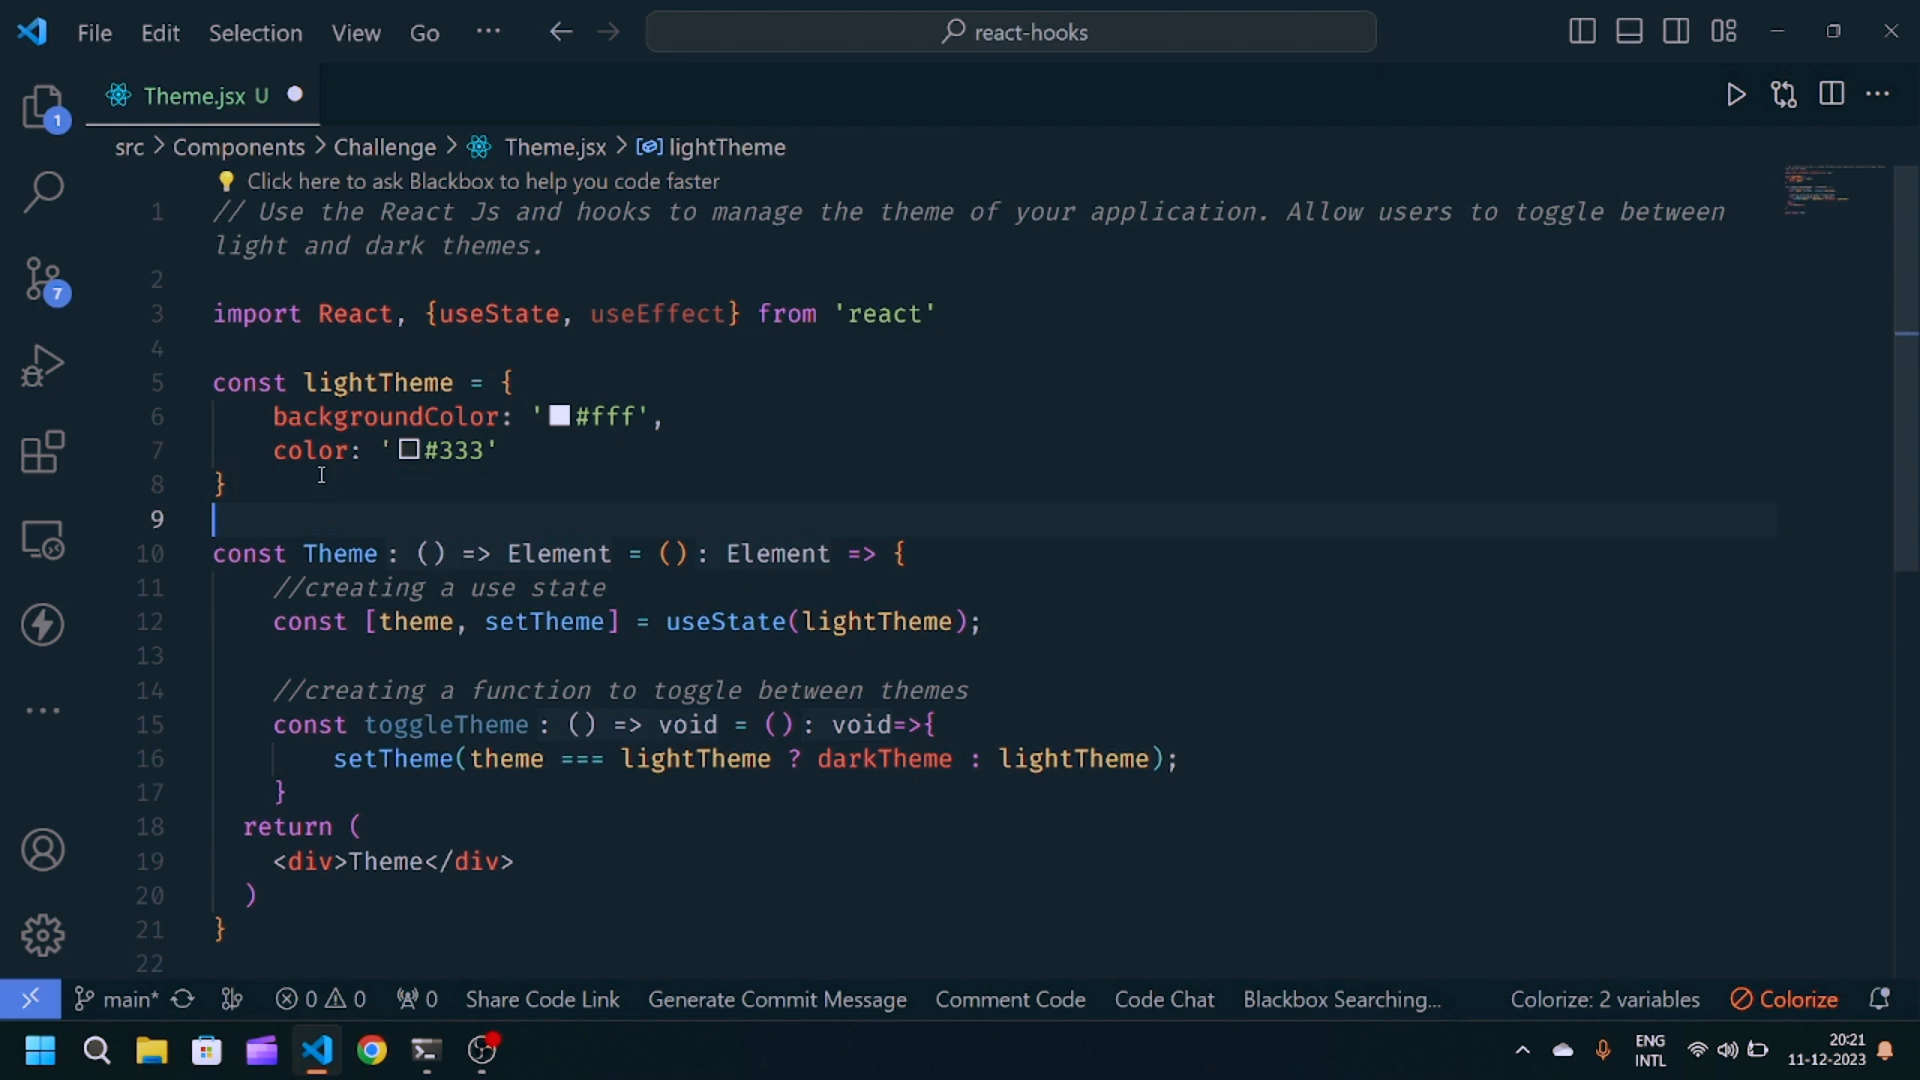 File Edit Selection View Go ··· react-hooks
1 Theme.jsx U
src > Components > Challenge > Theme.jsx > lightTheme
Click here to ask Blackbox to help you code faster
1 // Use the React Js and hooks to manage the theme of your application. Allow users to toggle between
light and dark themes.
2
3 import React, {useState, useEffect} from 'react'
4
5 const lightTheme = {
6 backgroundColor: '#fff',
7 color: '#333'
8 }
9
10 const Theme: () => Element = (): Element => {
11 //creating a use state
12 const [theme, setTheme] = useState(lightTheme);
13
14 //creating a function to toggle between themes
15 const toggleTheme: () => void = (): void=>{
16 setTheme(theme === lightTheme ? darkTheme : lightTheme);
17 }
18 return (
19 <div>Theme</div>
20 )
21 }
22
7
main* 0 0 0 Share Code Link Generate Commit Message Comment Code Code Chat Blackbox Searching... Colorize: 2 variables Colorize
ENG
INTL
20:21
11-12-2023